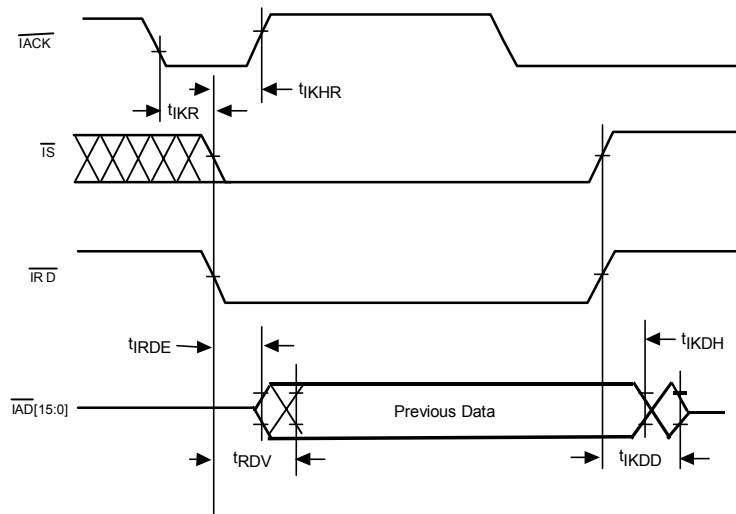 IACK
tIKHR
tIKR
IS
IRD
tIRDE
tIKDH
IAD[15:0]
Previous Data
tRDV
tIKDD